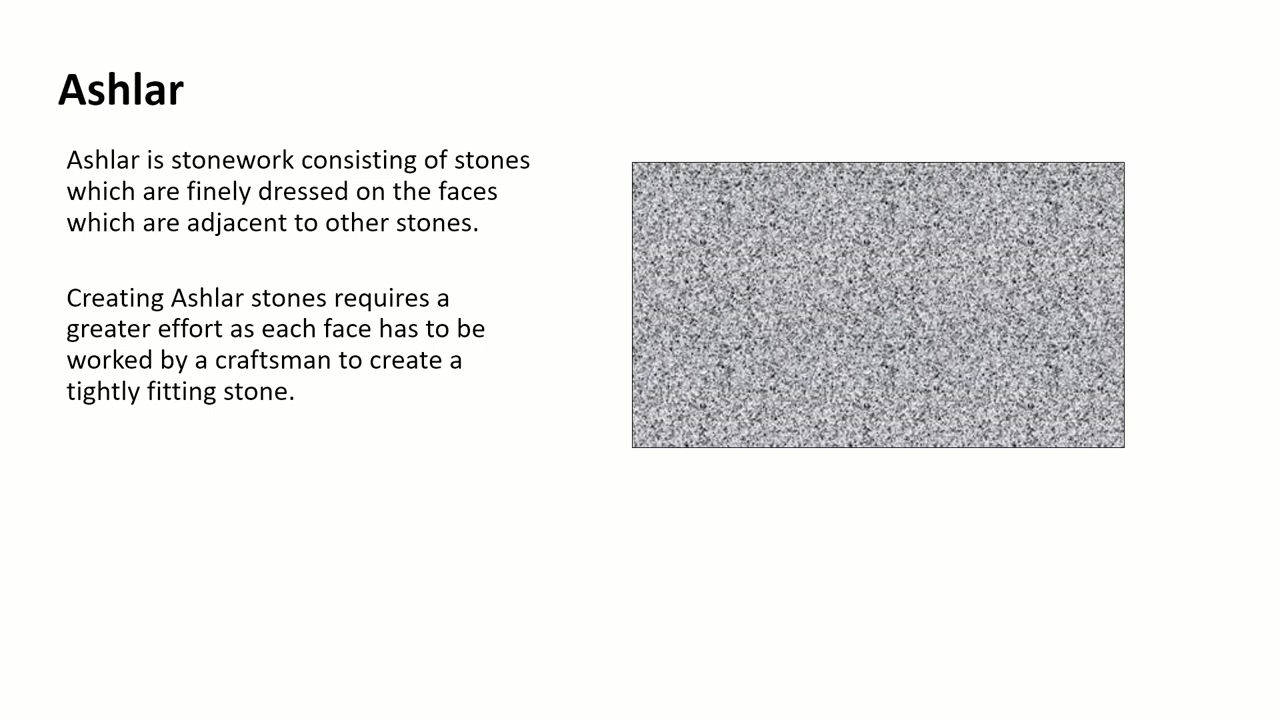 Ashlar
Ashlar is stonework consisting of stones
which are finely dressed on the faces
which are adjacent to other stones.
Creating Ashlar stones requires a
greater effort as each face has to be
worked by a craftsman to create a
tightly fitting stone.